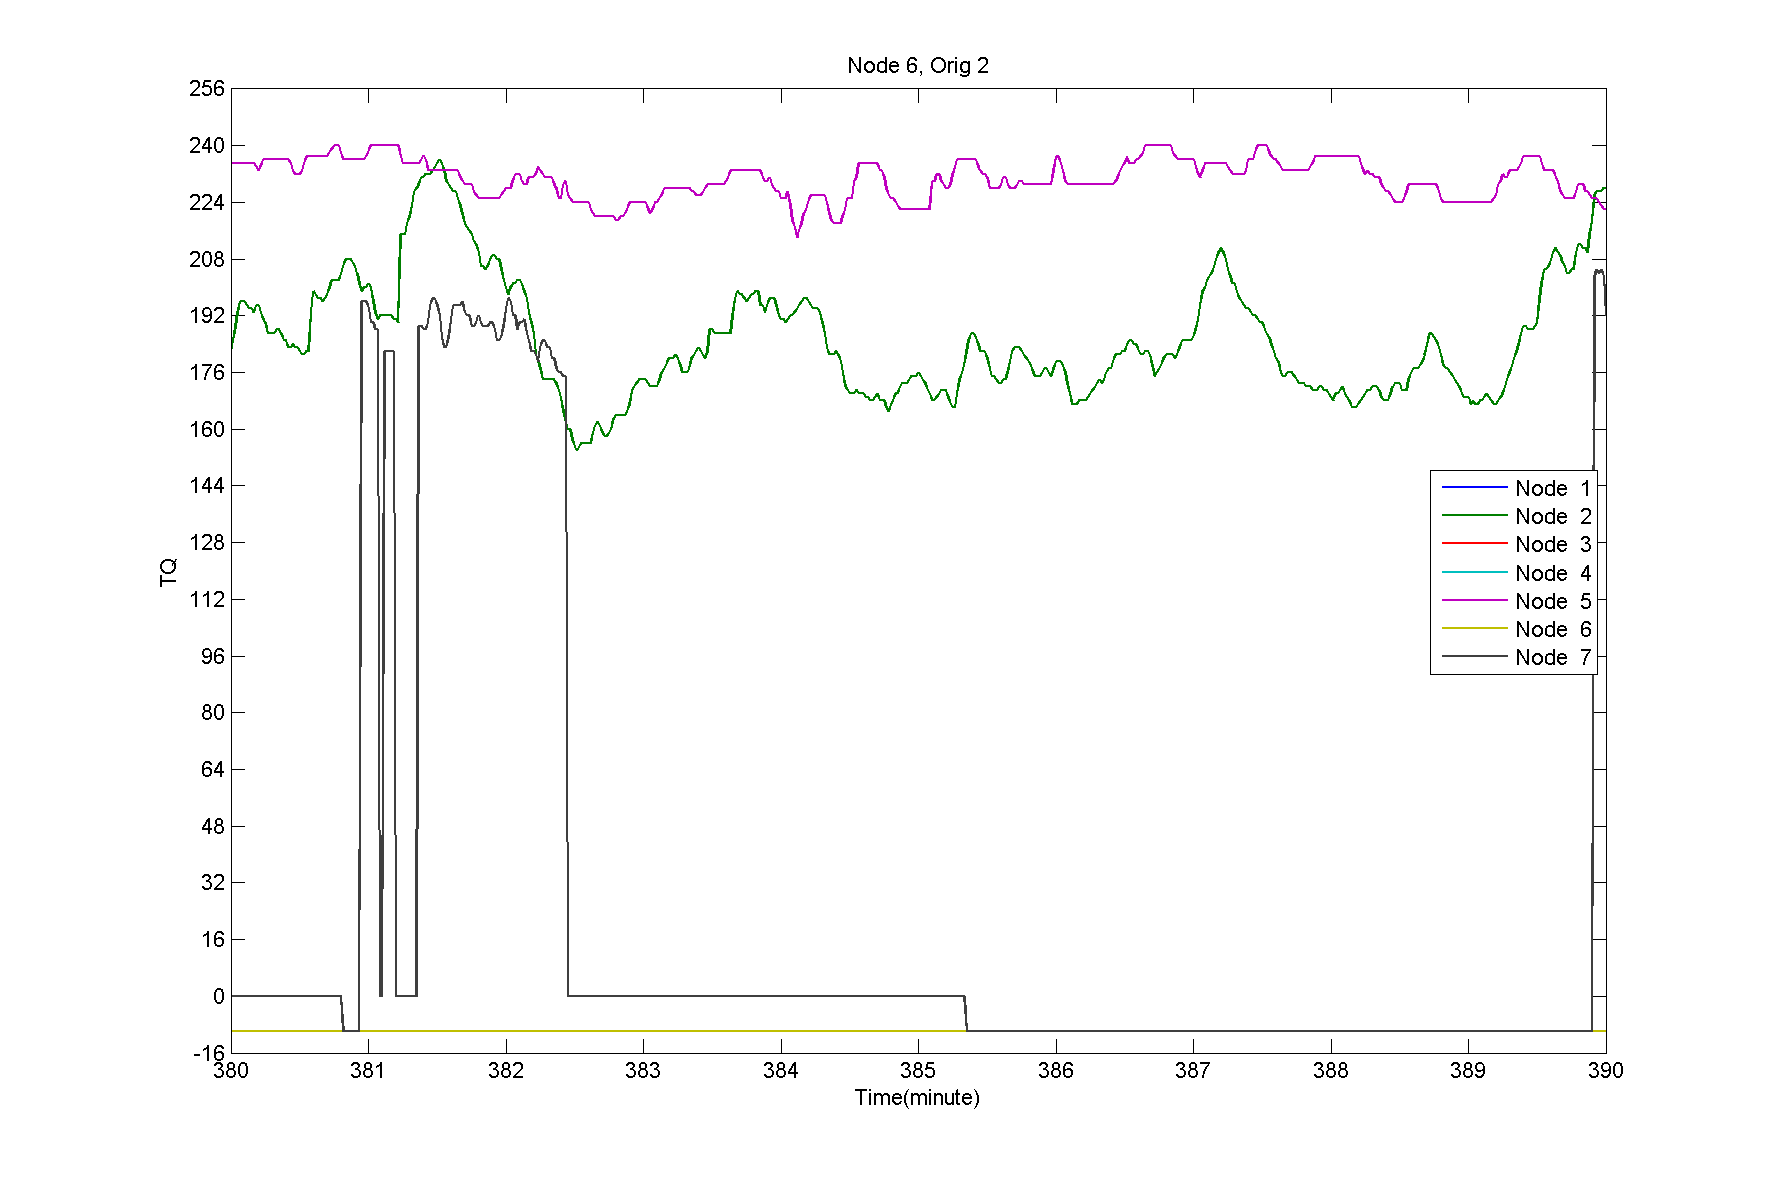 Node 6, Orig 2
256
240
224
208
192
176
160
144
128
112
96
80
64
48
32
16
0
-16
TQ
Node 1
Node 2
Node 3
Node 4
Node 5
Node 6
Node 7
380 381 382 383 384 385 386 387 388 389 390
Time(minute)